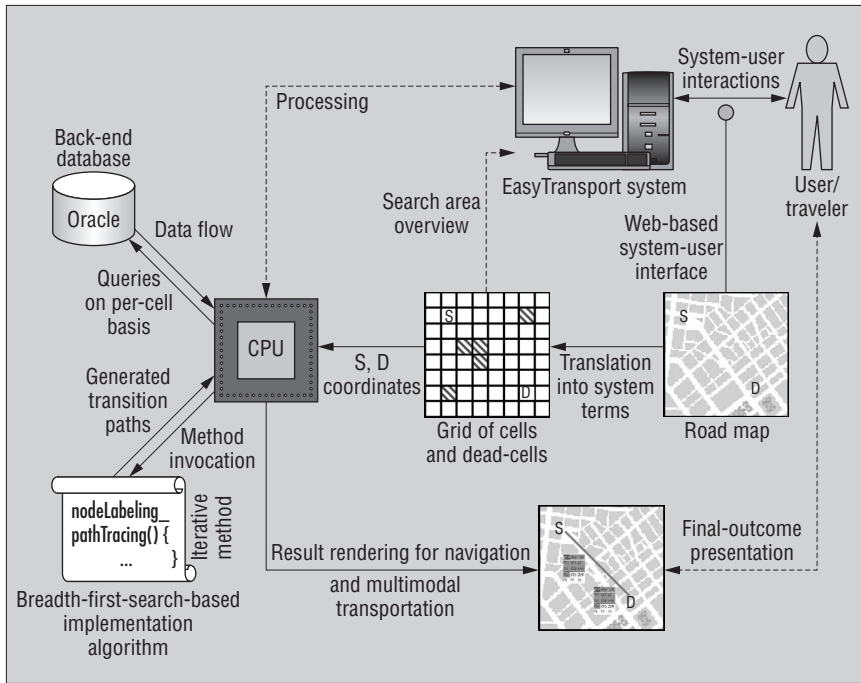 System-user
interactions
Processing
Back-end
database
Oracle
EasyTransport system
User/
traveler
Search area
overview
Data flow
Web-based
system-user
interface
Queries
on per-cell
basis
S
S
CPU
S, D
coordinates
Translation
into system
terms
D
D
Generated
transition
paths
Grid of cells
and dead-cells
Road map
Method
invocation
nodeLabeling_
pathTracing() {
... }
Iterative
method
S
D
Result rendering for navigation
and multimodal
transportation
Final-outcome
presentation
Breadth-first-search-based
implementation
algorithm